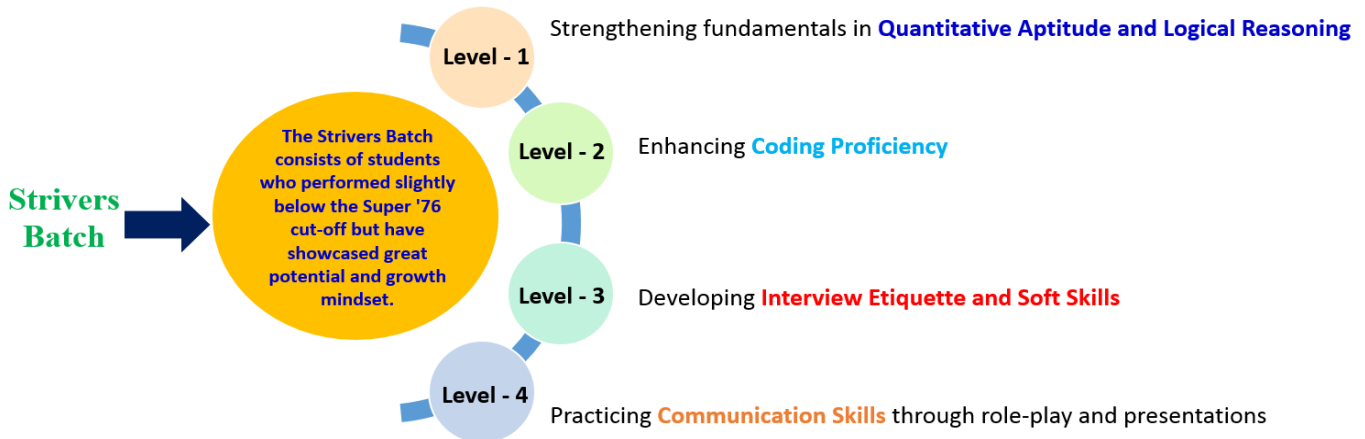 Strivers
Batch
The Strivers Batch
consists of students
who performed slightly
below the Super '76
cut-off but have
showcased great
potential and growth
mindset.
Level - 1
Strengthening fundamentals in Quantitative Aptitude and Logical Reasoning
Level - 2
Enhancing Coding Proficiency
Level - 3
Developing Interview Etiquette and Soft Skills
Level - 4
Practicing Communication Skills through role-play and presentations